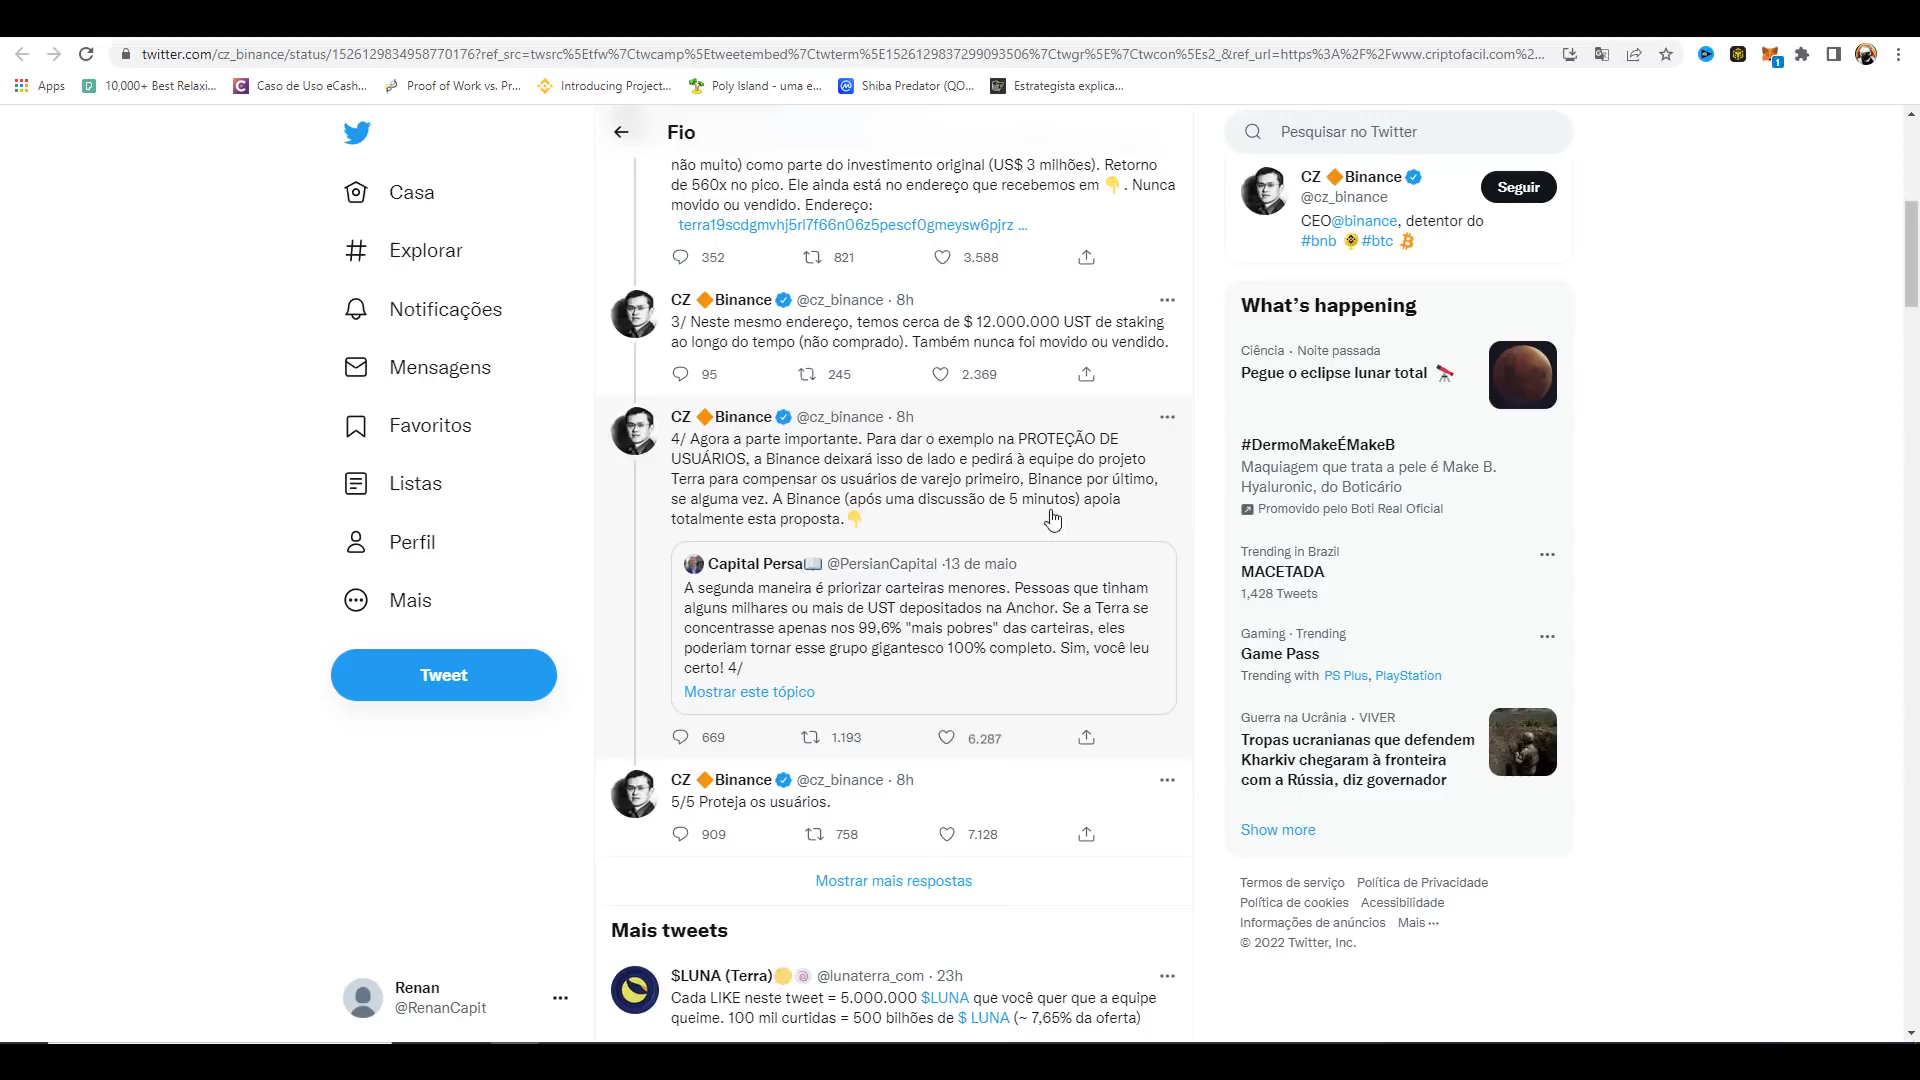 twitter.com/cz_binance/status/1526129834958770176?ref_src=twsrc%5Etfw%7Ctwcamp%5Etweetembed%7Ctwterm%5E1526129837299093506%7Ctwgr%5E%7Ctwcon%5Es2_&ref_url=https%3A%2F%2Fwww.criptofacil.com%2...
1
Apps
10,000+ Best Relaxi...
Caso de Uso eCash...
Proof of Work vs. Pr...
Introducing Project...
Poly Island - uma e...
Shiba Predator (QO...
Estrategista explica...
Casa
Explorar
Notificações
Mensagens
Favoritos
Listas
Perfil
Mais
Tweet
Renan
@RenanCapit
Fio
não muito) como parte do investimento original (US$ 3 milhões). Retorno
de 560x no pico. Ele ainda está no endereço que recebemos em 👇. Nunca
movido ou vendido. Endereço:
terra19scdgmvhj5rl7f66n06z5pescf0gmeysw6pjrz ...
352 821 3.588
CZ 🔶Binance @cz_binance · 8h
3/ Neste mesmo endereço, temos cerca de $ 12.000.000 UST de staking
ao longo do tempo (não comprado). Também nunca foi movido ou vendido.
95 245 2.369
CZ 🔶Binance @cz_binance · 8h
4/ Agora a parte importante. Para dar o exemplo na PROTEÇÃO DE
USUÁRIOS, a Binance deixará isso de lado e pedirá à equipe do projeto
Terra para compensar os usuários de varejo primeiro, Binance por último,
se alguma vez. A Binance (após uma discussão de 5 minutos) apoia
totalmente esta proposta.👇
Capital Persa📖 @PersianCapital ·13 de maio
A segunda maneira é priorizar carteiras menores. Pessoas que tinham
alguns milhares ou mais de UST depositados na Anchor. Se a Terra se
concentrasse apenas nos 99,6% "mais pobres" das carteiras, eles
poderiam tornar esse grupo gigantesco 100% completo. Sim, você leu
certo! 4/
Mostrar este tópico
669 1.193 6.287
CZ 🔶Binance @cz_binance · 8h
5/5 Proteja os usuários.
909 758 7.128
Mostrar mais respostas
Mais tweets
$LUNA (Terra) @lunaterra_com · 23h
Cada LIKE neste tweet = 5.000.000 $LUNA que você quer que a equipe
queime. 100 mil curtidas = 500 bilhões de $ LUNA (~ 7,65% da oferta)
Pesquisar no Twitter
CZ 🔶Binance
@cz_binance
Seguir
CEO@binance, detentor do
#bnb #btc
What's happening
Ciência · Noite passada
Pegue o eclipse lunar total 🔭
#DermoMakeÉMakeB
Maquiagem que trata a pele é Make B.
Hyaluronic, do Boticário
Promovido pelo Boti Real Oficial
Trending in Brazil
MACETADA
1,428 Tweets
Gaming · Trending
Game Pass
Trending with PS Plus, PlayStation
Guerra na Ucrânia · VIVER
Tropas ucranianas que defendem
Kharkiv chegaram à fronteira
com a Rússia, diz governador
Show more
Termos de serviço Política de Privacidade
Política de cookies Acessibilidade
Informações de anúncios Mais ···
© 2022 Twitter, Inc.